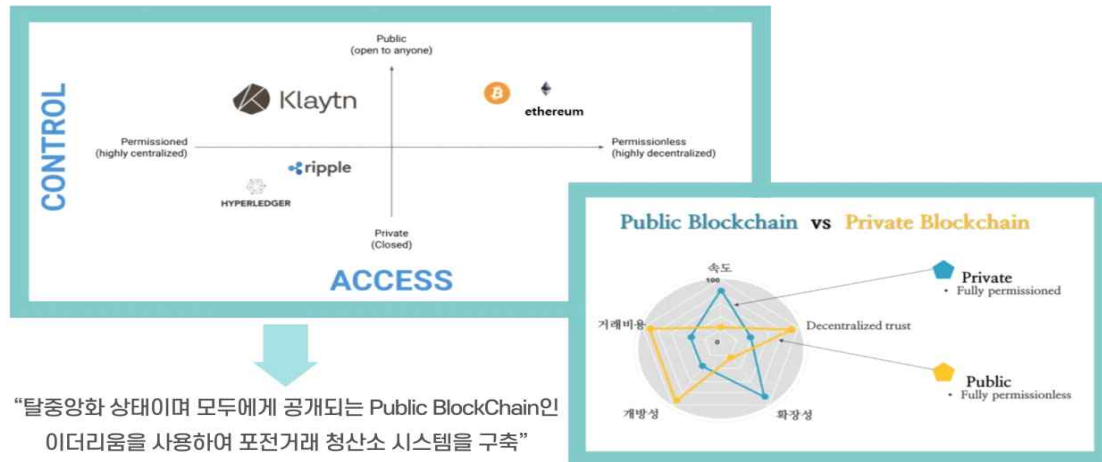 Public
(open to anyone)
CONTROL
Klaytn
ethereum
Permissioned
(highly centralized)
Permissionless
(highly decentralized)
ripple
HYPERLEDGER
Private
(Closed)
ACCESS
Public Blockchain vs Private Blockchain
속도
100
거래비용
0
Decentralized trust
개방성
확장성
Private
• Fully permissioned
Public
• Fully permissionless
“탈중앙화 상태이며 모두에게 공개되는 Public BlockChain인
이더리움을 사용하여 포전거래 청산소 시스템을 구축”